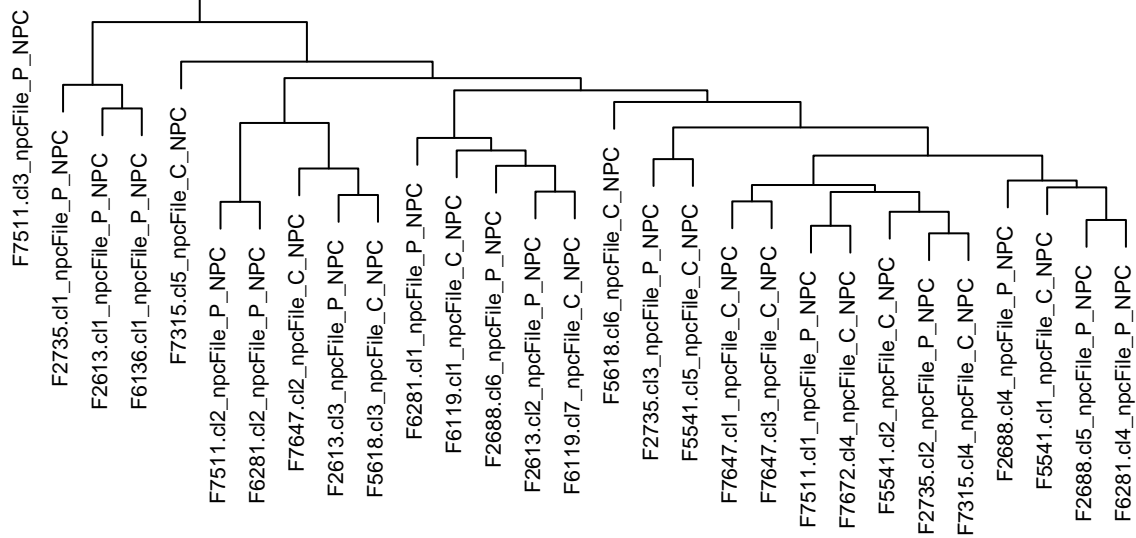 F7511.cl3_npcFile_P_NPC
F2735.cl1_npcFile_P_NPC
F2613.cl1_npcFile_P_NPC
F6136.cl1_npcFile_P_NPC
F7315.cl5_npcFile_C_NPC
F7511.cl2_npcFile_P_NPC
F6281.cl2_npcFile_P_NPC
F7647.cl2_npcFile_C_NPC
F2613.cl3_npcFile_P_NPC
F5618.cl3_npcFile_C_NPC
F6281.cl1_npcFile_P_NPC
F6119.cl1_npcFile_C_NPC
F2688.cl6_npcFile_P_NPC
F2613.cl2_npcFile_P_NPC
F6119.cl7_npcFile_C_NPC
F5618.cl6_npcFile_C_NPC
F2735.cl3_npcFile_P_NPC
F5541.cl5_npcFile_C_NPC
F7647.cl1_npcFile_C_NPC
F7647.cl3_npcFile_C_NPC
F7511.cl1_npcFile_P_NPC
F7672.cl4_npcFile_C_NPC
F5541.cl2_npcFile_C_NPC
F2735.cl2_npcFile_P_NPC
F7315.cl4_npcFile_C_NPC
F2688.cl4_npcFile_P_NPC
F5541.cl1_npcFile_C_NPC
F2688.cl5_npcFile_P_NPC
F6281.cl4_npcFile_P_NPC